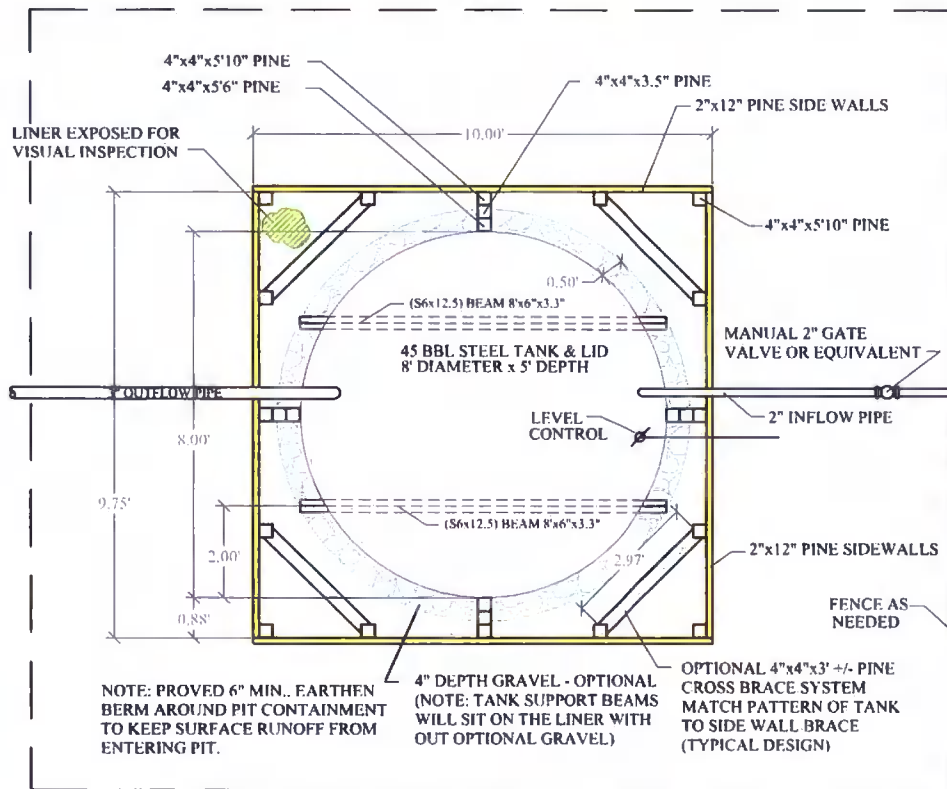 4"x4"x5'10" PINE
4"x4"x5'6" PINE
4"x4"x3.5" PINE
2"x12" PINE SIDE WALLS
10.00'
LINER EXPOSED FOR
VISUAL INSPECTION
4"x4"x5'10" PINE
0.50'
(S6x12.5) BEAM 8'x6"x3.3"
45 BBL STEEL TANK & LID
8' DIAMETER x 5' DEPTH
MANUAL 2" GATE
VALVE OR EQUIVALENT
OUTFLOW PIPE
2" INFLOW PIPE
LEVEL
CONTROL
8.00'
9.75'
(S6x12.5) BEAM 8'x6"x3.3"
2.00'
2.97'
2"x12" PINE SIDEWALLS
0.88'
FENCE AS
NEEDED
NOTE: PROVED 6" MIN.. EARTHEN
BERM AROUND PIT CONTAINMENT
TO KEEP SURFACE RUNOFF FROM
ENTERING PIT.
4" DEPTH GRAVEL - OPTIONAL
(NOTE: TANK SUPPORT BEAMS
WILL SIT ON THE LINER WITH
OUT OPTIONAL GRAVEL)
OPTIONAL 4"x4"x3' +/- PINE
CROSS BRACE SYSTEM
MATCH PATTERN OF TANK
TO SIDE WALL BRACE
(TYPICAL DESIGN)